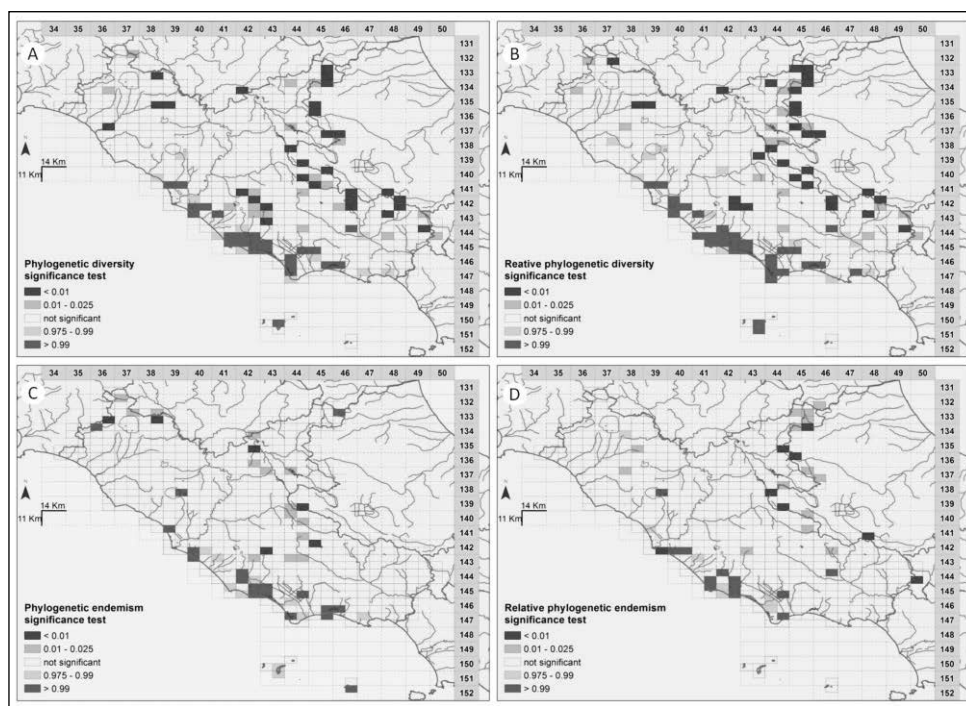 34 35 36 37 38 39 40 41 42 43 44 45 46 47 48 49 50
A
131
132
133
134
135
136
137
138
139
140
141
142
143
144
145
146
147
148
149
150
151
152
N
14 Km
11 Km
Phylogenetic diversity
significance test
< 0.01
0.01 - 0.025
not significant
0.975 - 0.99
> 0.99
34 35 36 37 38 39 40 41 42 43 44 45 46 47 48 49 50
B
131
132
133
134
135
136
137
138
139
140
141
142
143
144
145
146
147
148
149
150
151
152
N
14 Km
11 Km
Reative phylogenetic diversity
significance test
< 0.01
0.01 - 0.025
not significant
0.975 - 0.99
> 0.99
34 35 36 37 38 39 40 41 42 43 44 45 46 47 48 49 50
C
131
132
133
134
135
136
137
138
139
140
141
142
143
144
145
146
147
148
149
150
151
152
N
14 Km
11 Km
Phylogenetic endemism
significance test
< 0.01
0.01 - 0.025
not significant
0.975 - 0.99
> 0.99
34 35 36 37 38 39 40 41 42 43 44 45 46 47 48 49 50
D
131
132
133
134
135
136
137
138
139
140
141
142
143
144
145
146
147
148
149
150
151
152
N
14 Km
11 Km
Relative phylogenetic endemism
significance test
< 0.01
0.01 - 0.025
not significant
0.975 - 0.99
> 0.99